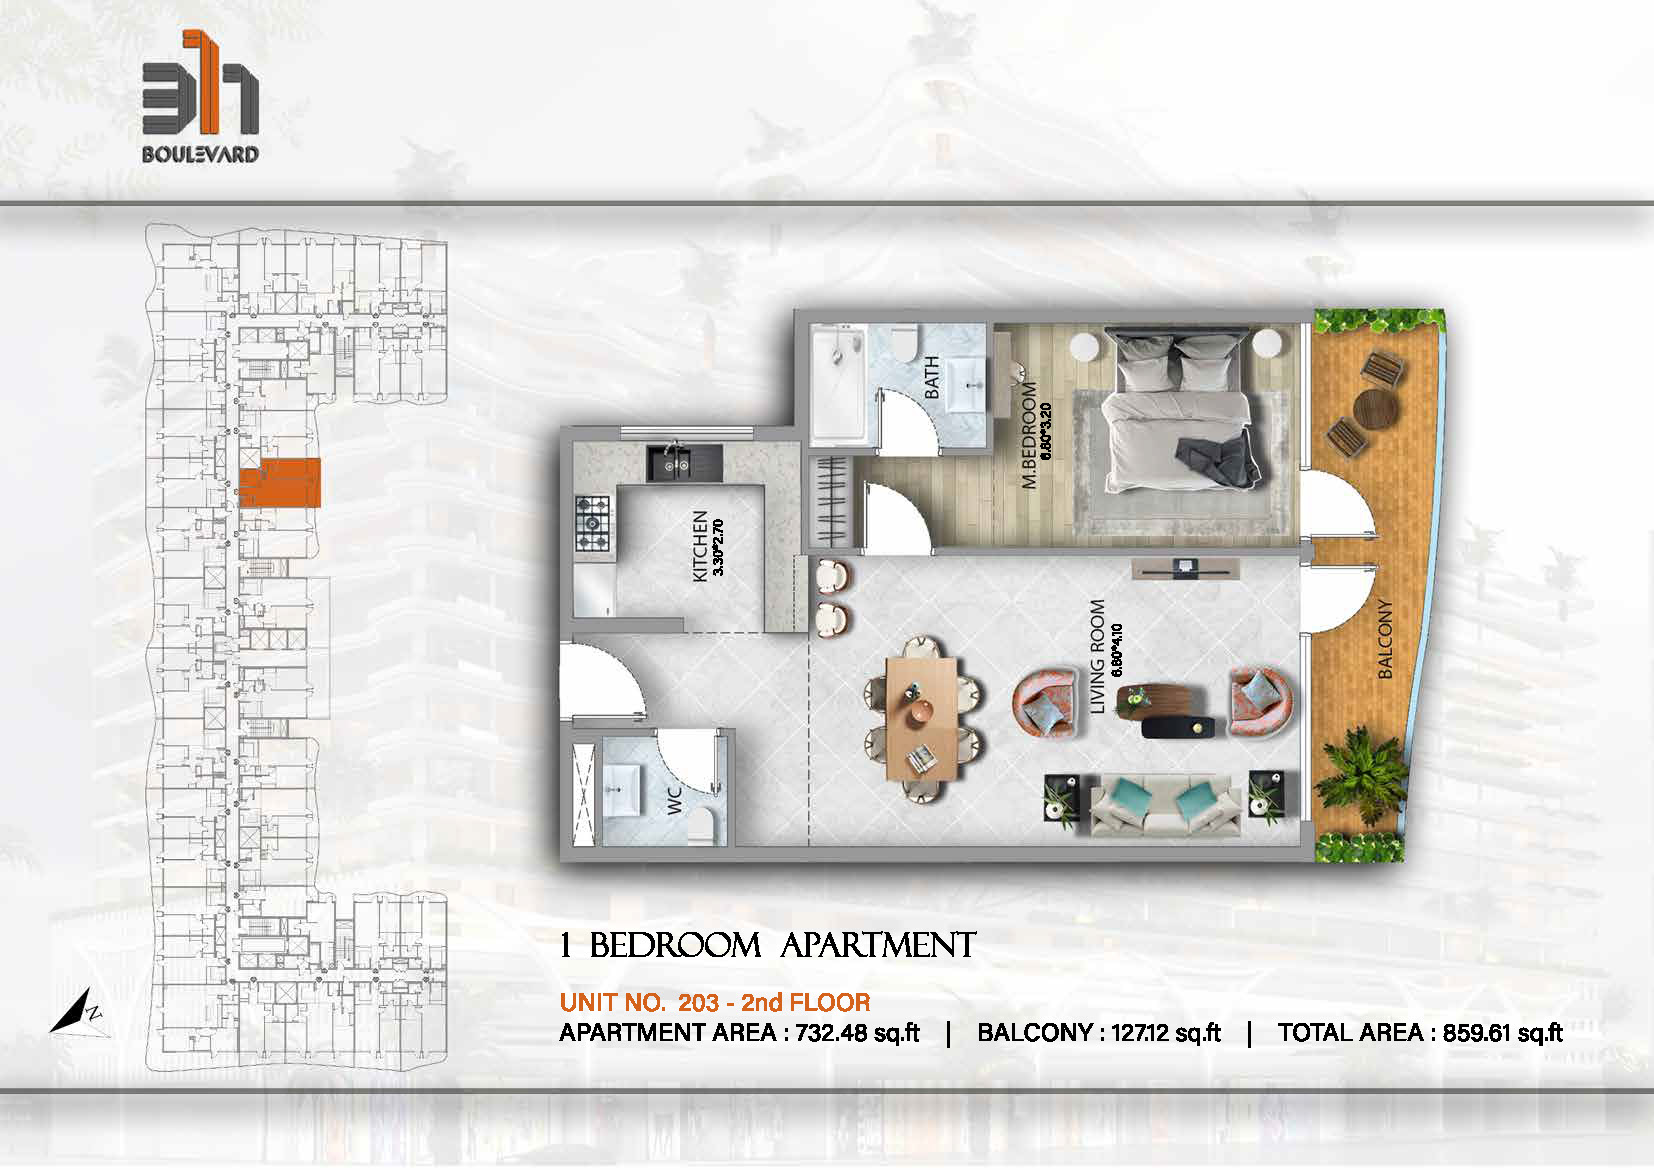 311
BOULEVARD
BATH
M.BEDROOM
6.60*3.20
KITCHEN
3.30*2.70
LIVING ROOM
6.60*4.10
BALCONY
WC
N
1 BEDROOM APARTMENT
UNIT NO. 203 - 2nd FLOOR
APARTMENT AREA : 732.48 sq.ft | BALCONY : 127.12 sq.ft | TOTAL AREA : 859.61 sq.ft